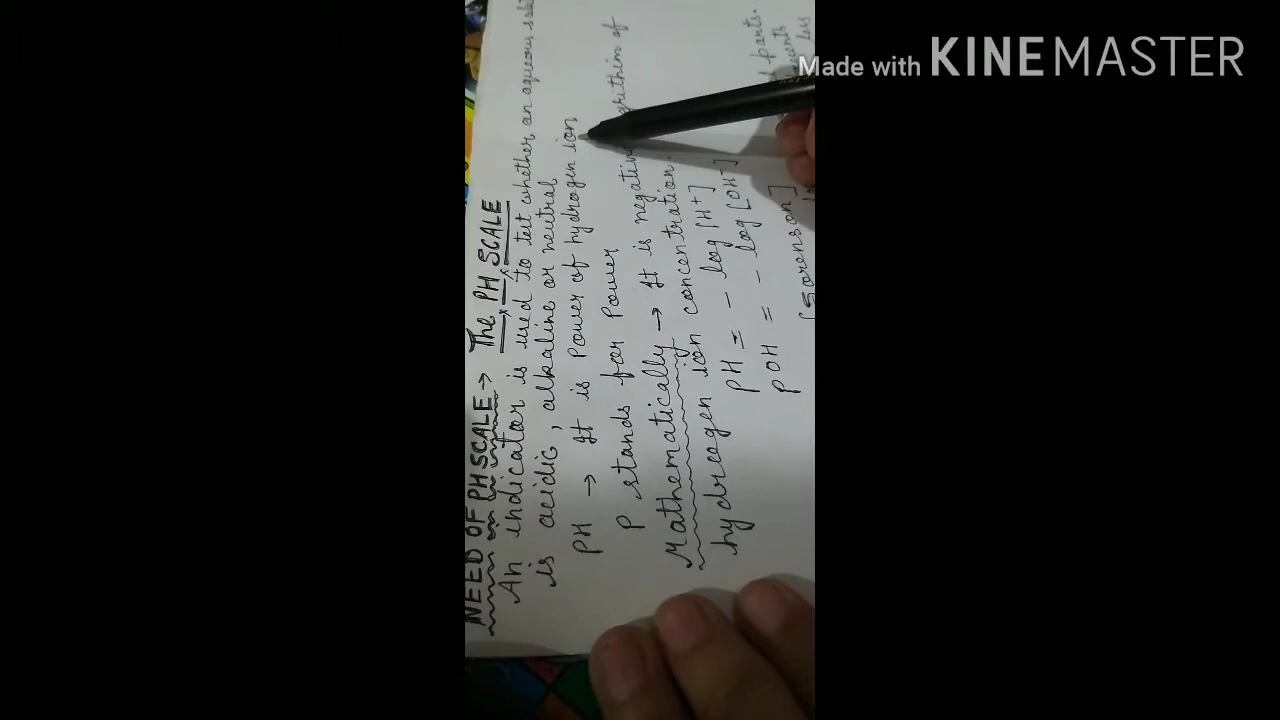 Made with KINEMASTER
NEED OF PH SCALE → The PH SCALE
An indicator is used to test whether an aqueous
is acidic, alkaline or neutral
PH → It is Power of hydrogen ion
P stands for Power
Mathematically → It is negative of
hydrogen ion concentration.
PH = - log [H+]
POH = - log [OH-]
[Sorenson]
parts.